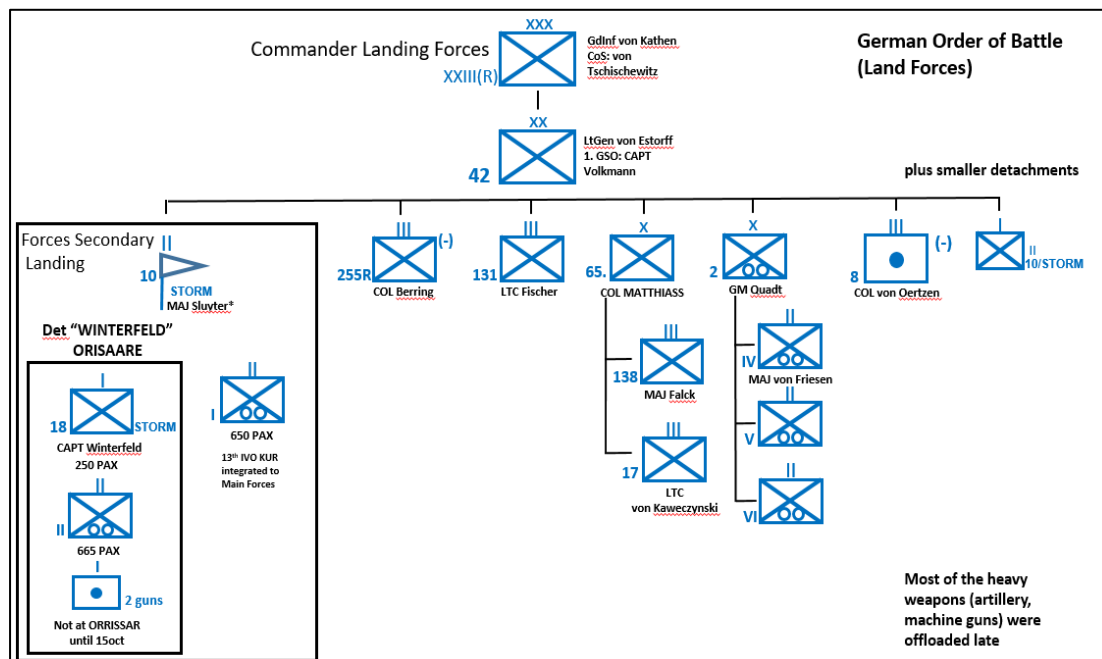 XXX
Commander Landing Forces
XXIII(R)
GdInf von Kathen
CoS: von
Tschischewitz
German Order of Battle
(Land Forces)
XX
42
LtGen von Estorff
1. GSO: CAPT
Volkmann
plus smaller detachments
Forces Secondary
Landing
II
10
STORM
MAJ Sluyter*
III
(-)
255R
COL Berring
III
131
LTC Fischer
X
65.
COL MATTHIASS
X
2
GM Quadt
III
(-)
8
COL von Oertzen
I
II
10/STORM
Det “WINTERFELD”
ORISAARE
I
18
STORM
CAPT Winterfeld
250 PAX
II
I
650 PAX
13th IVO KUR
integrated to
Main Forces
II
II
665 PAX
I
2 guns
Not at ORRISSAR
until 15oct
III
138
MAJ Falck
III
17
LTC
von Kaweczynski
II
IV
MAJ von Friesen
II
V
II
VI
Most of the heavy
weapons (artillery,
machine guns) were
offloaded late